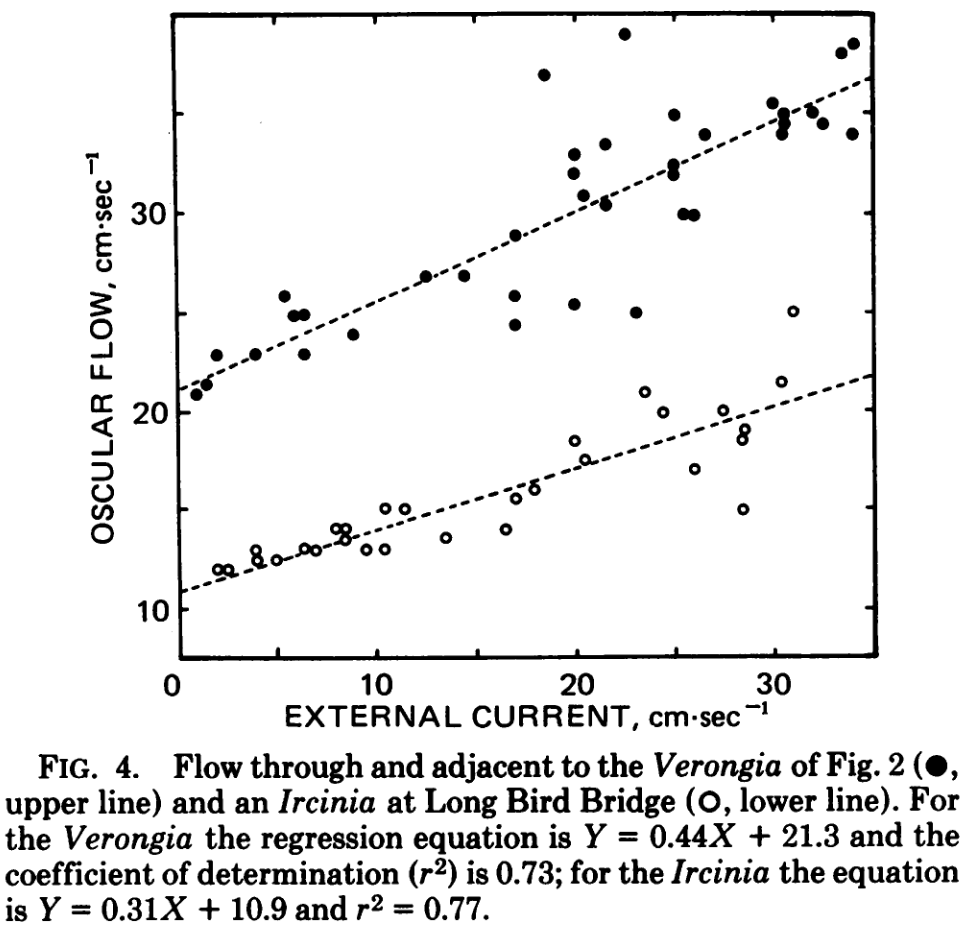 OSCULAR FLOW, cm·sec⁻¹
30
20
10
0 10 20 30
EXTERNAL CURRENT, cm·sec⁻¹
FIG. 4. Flow through and adjacent to the Verongia of Fig. 2 (●,
upper line) and an Ircinia at Long Bird Bridge (○, lower line). For
the Verongia the regression equation is Y = 0.44X + 21.3 and the
coefficient of determination (r²) is 0.73; for the Ircinia the equation
is Y = 0.31X + 10.9 and r² = 0.77.